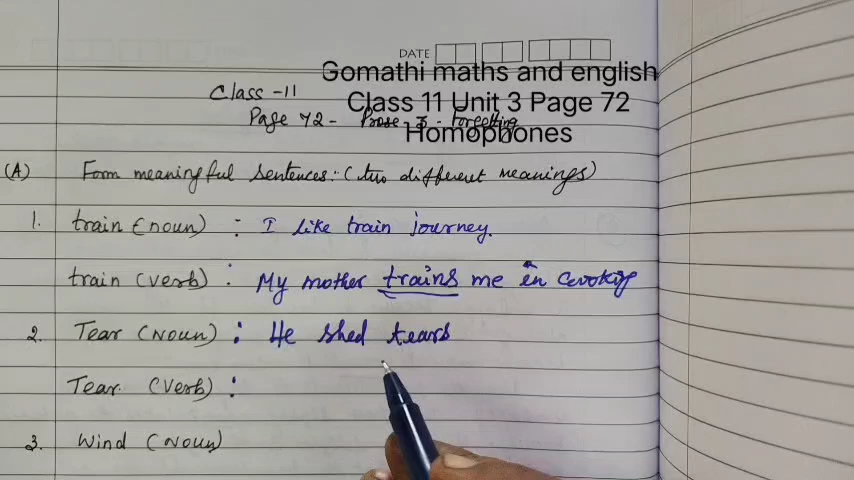 DATE
Gomathi maths and english
Class -11
Class 11 Unit 3 Page 72
Page 72 - Prose - 3 - Forgetting
Homophones
(A) Form meaningful sentences: (two different meanings)
1. train (noun) : I like train journey.
train (verb) : My mother trains me in cooking
2. Tear (Noun) : He shed tears
Tear (Verb) :
3. Wind (Noun)